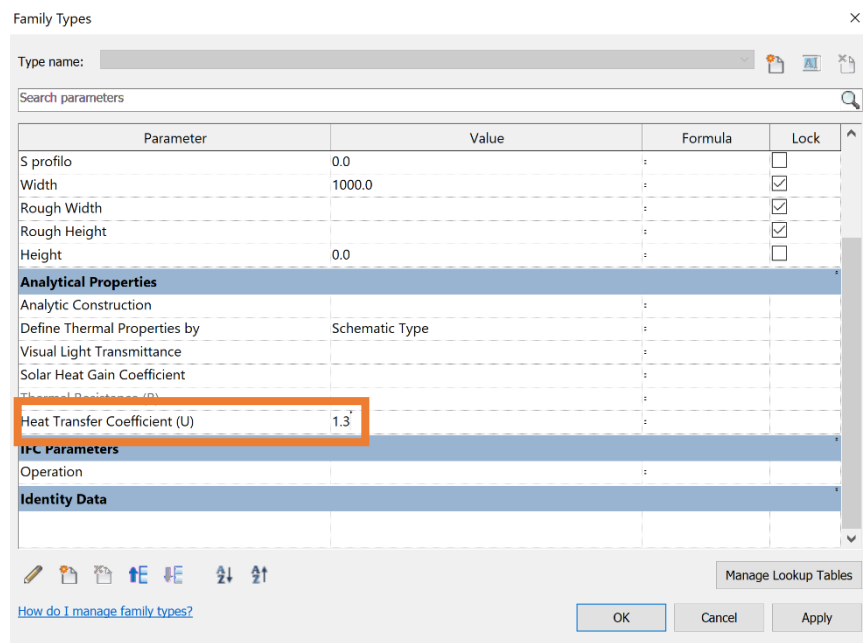 Family Types
Type name:
Search parameters
Parameter Value Formula Lock
S profilo 0.0 =
Width 1000.0 =
Rough Width =
Rough Height =
Height 0.0 =
Analytical Properties
Analytic Construction =
Define Thermal Properties by Schematic Type =
Visual Light Transmittance =
Solar Heat Gain Coefficient =
Thermal Resistance (R) =
Heat Transfer Coefficient (U) 1.3 =
IFC Parameters
Operation =
Identity Data
Manage Lookup Tables
How do I manage family types?
OK Cancel Apply